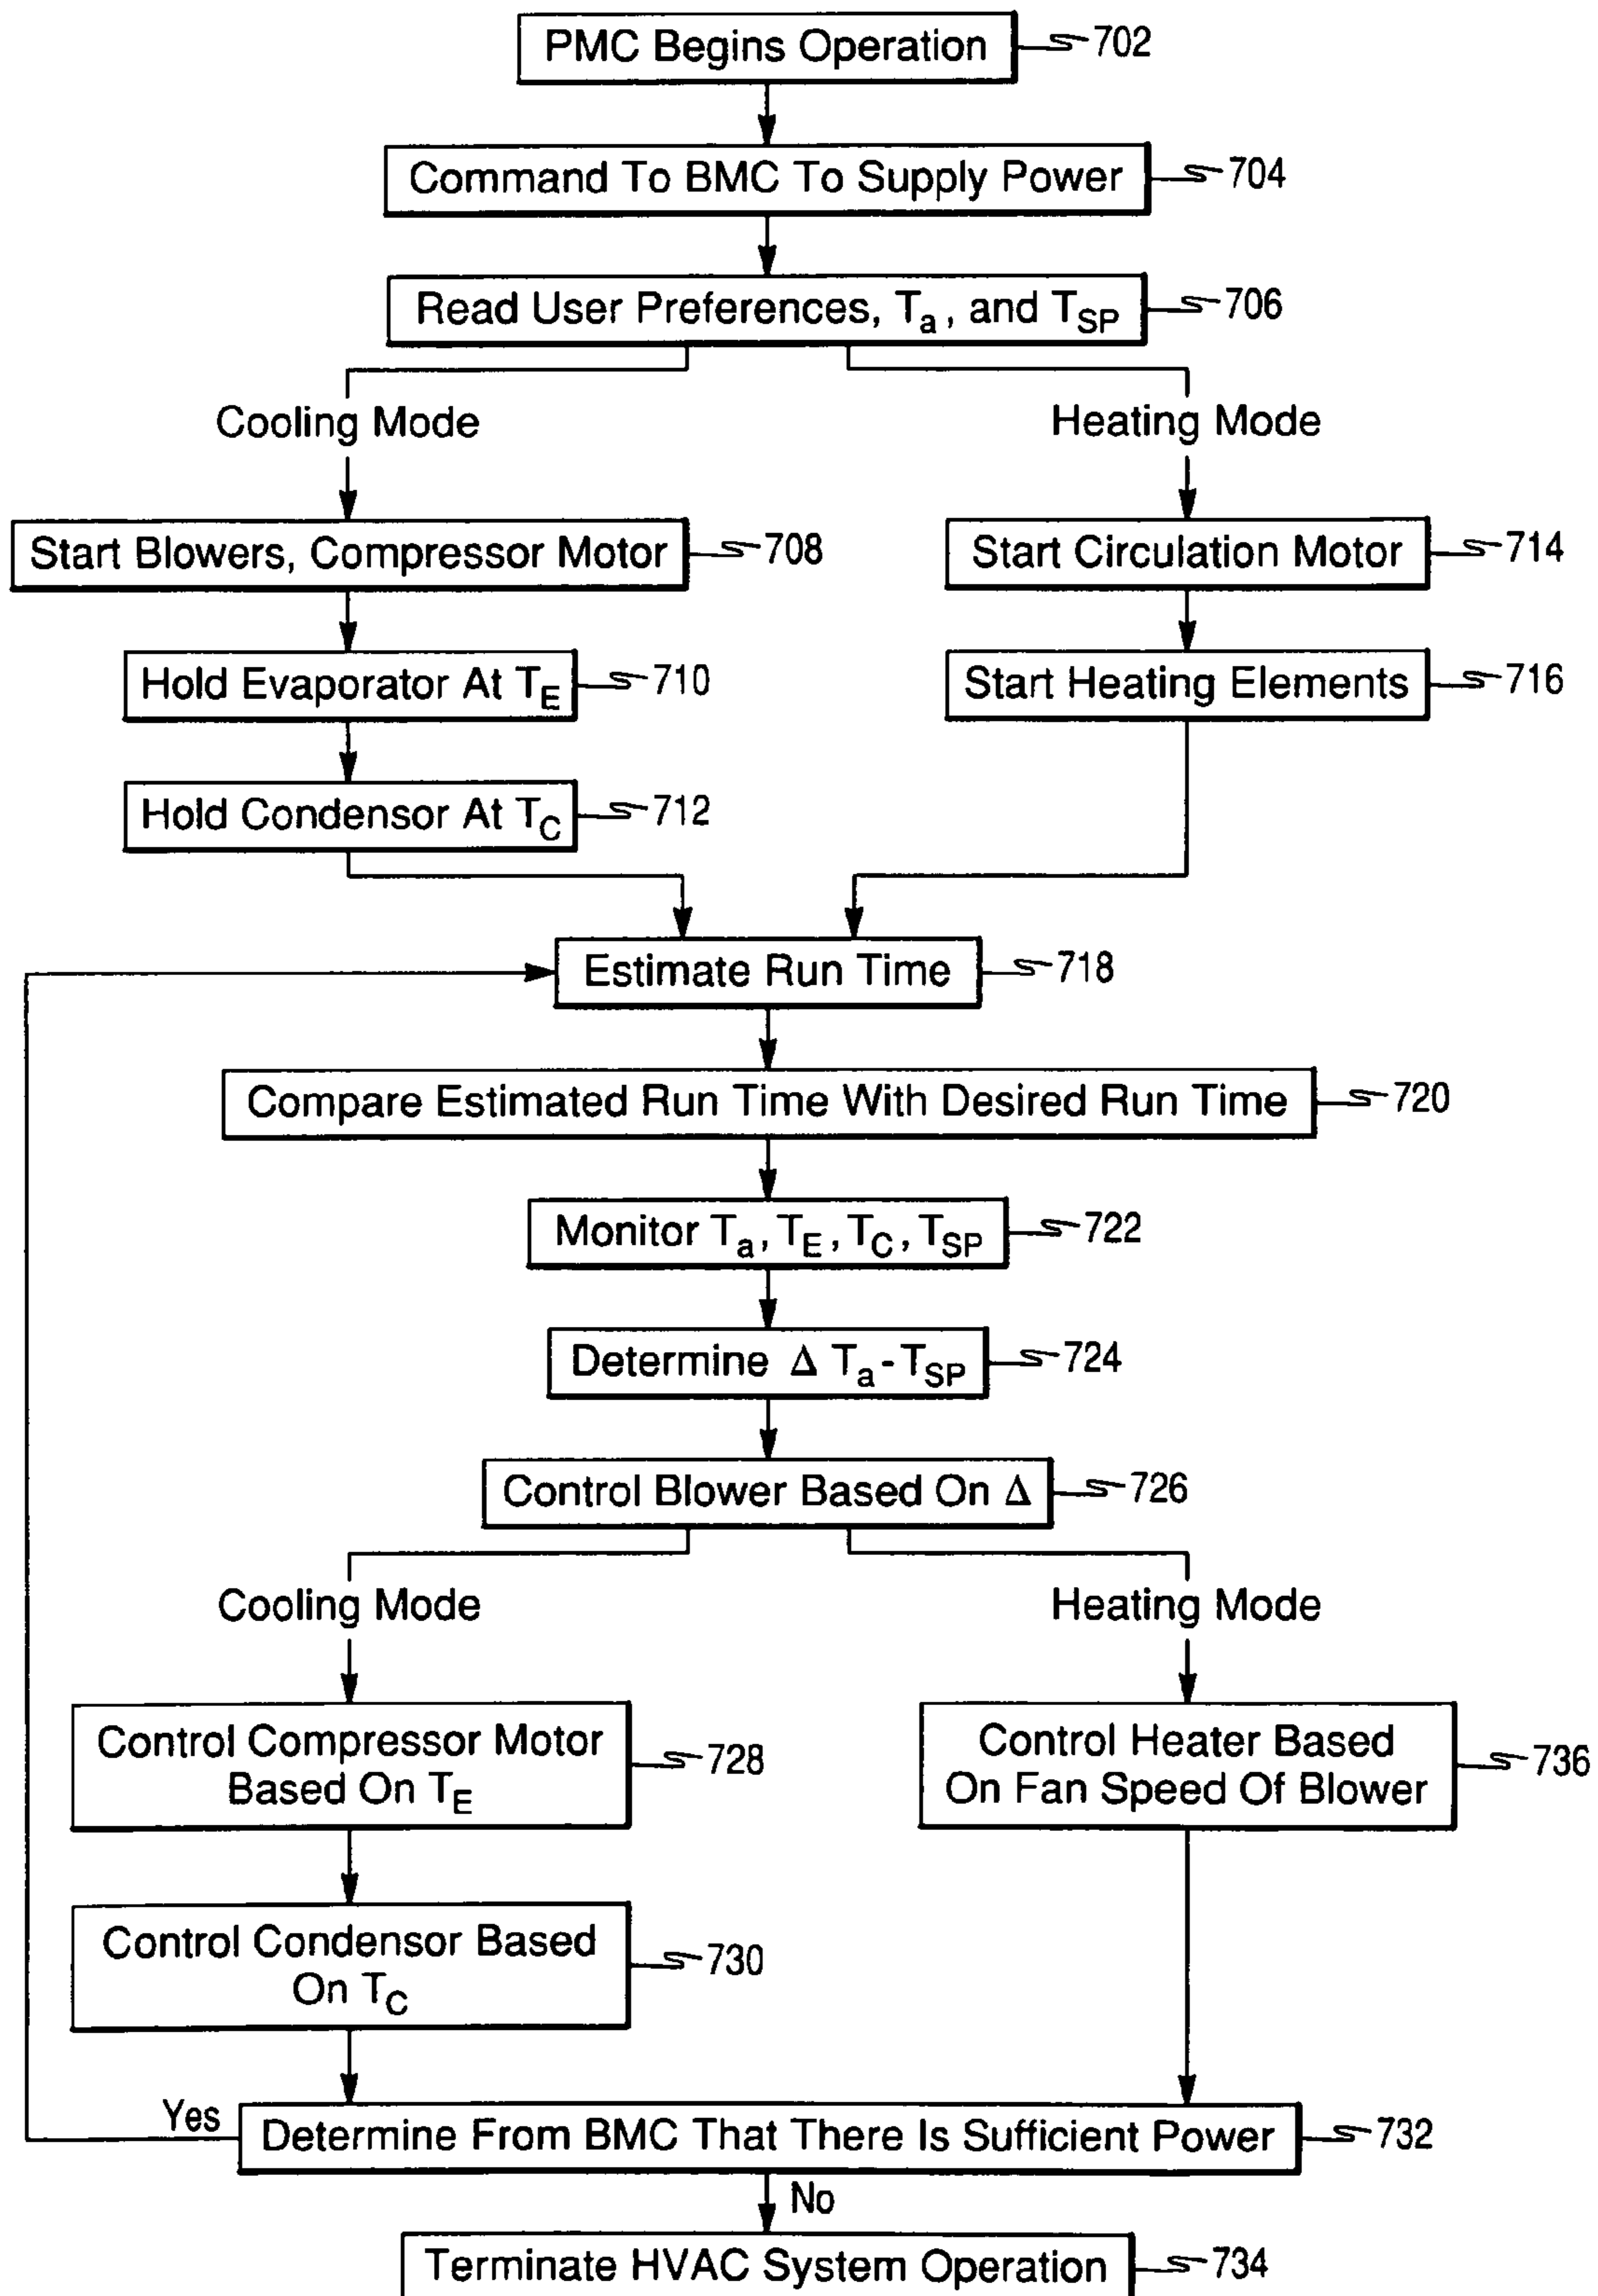 PMC Begins Operation 702
Command To BMC To Supply Power 704
Read User Preferences, Ta, and TSP 706
Cooling Mode
Heating Mode
Start Blowers, Compressor Motor 708
Start Circulation Motor 714
Hold Evaporator At TE 710
Start Heating Elements 716
Hold Condensor At TC 712
Estimate Run Time 718
Compare Estimated Run Time With Desired Run Time 720
Monitor Ta, TE, TC, TSP 722
Determine Δ Ta-TSP 724
Control Blower Based On Δ 726
Cooling Mode
Heating Mode
Control Compressor Motor
Based On TE
728
Control Heater Based
On Fan Speed Of Blower
736
Control Condensor Based
On TC
730
Yes
Determine From BMC That There Is Sufficient Power 732
No
Terminate HVAC System Operation 734